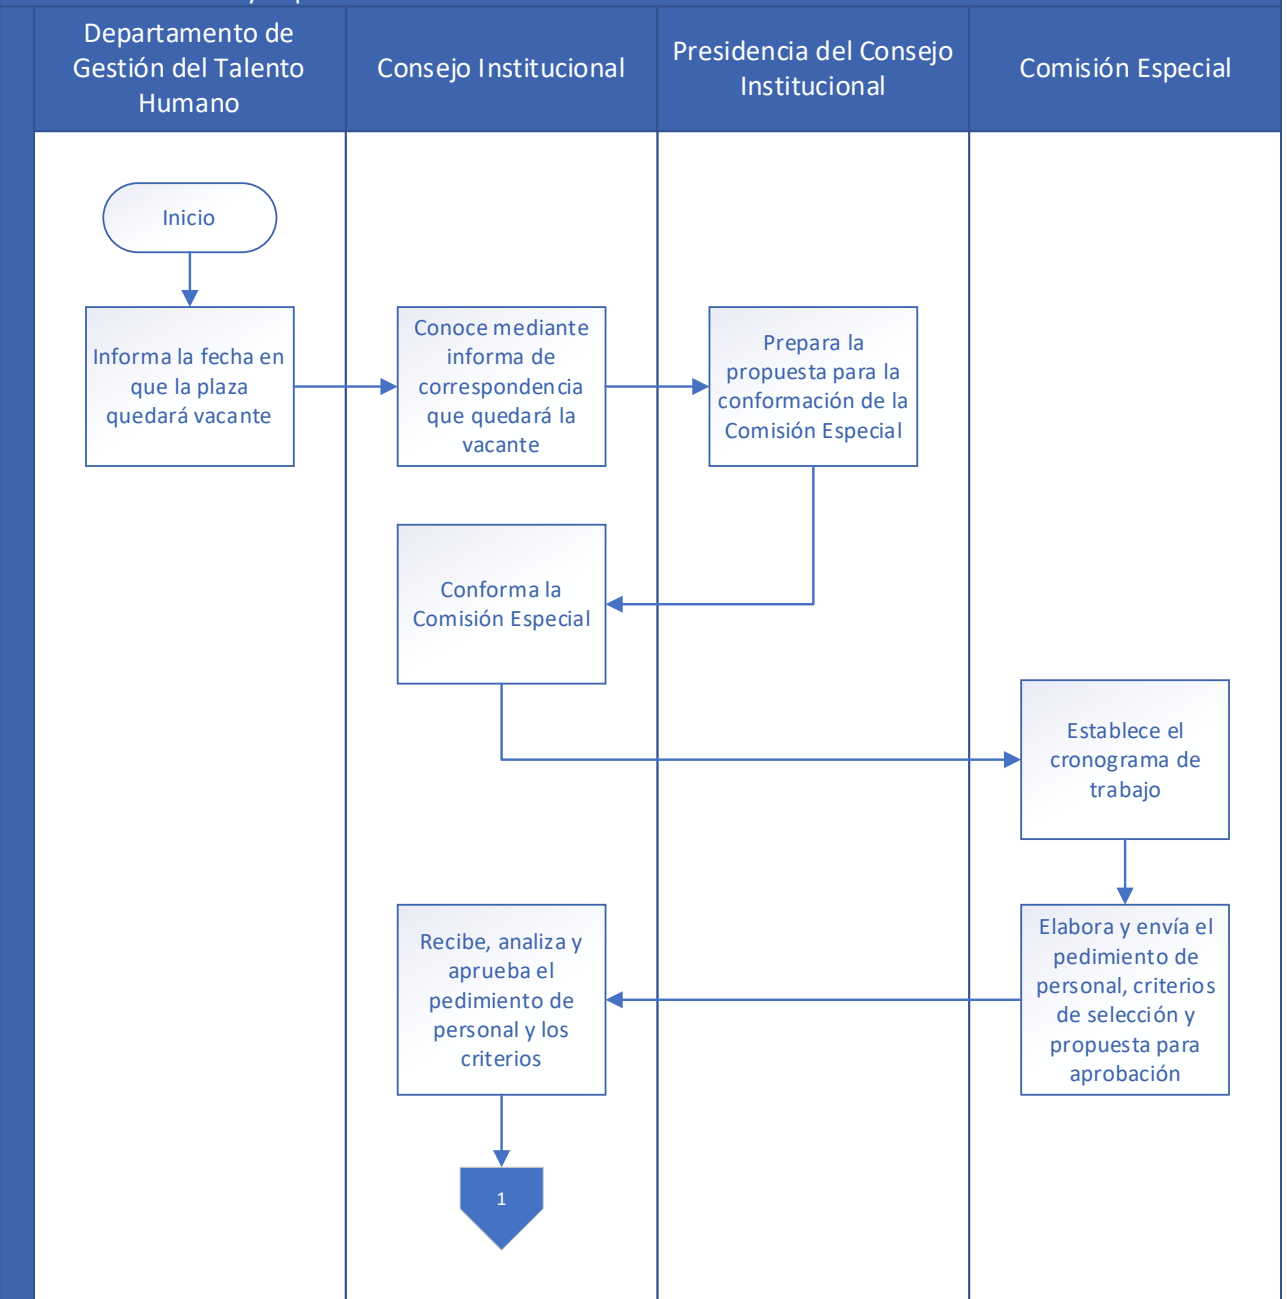 Departamento de
Gestión del Talento
Humano
Consejo Institucional
Presidencia del Consejo
Institucional
Comisión Especial
Inicio
Informa la fecha en
que la plaza
quedará vacante
Conoce mediante
informa de
correspondencia
que quedará la
vacante
Prepara la
propuesta para la
conformación de la
Comisión Especial
Conforma la
Comisión Especial
Establece el
cronograma de
trabajo
Elabora y envía el
pedimiento de
personal, criterios
de selección y
propuesta para
aprobación
Recibe, analiza y
aprueba el
pedimiento de
personal y los
criterios
1